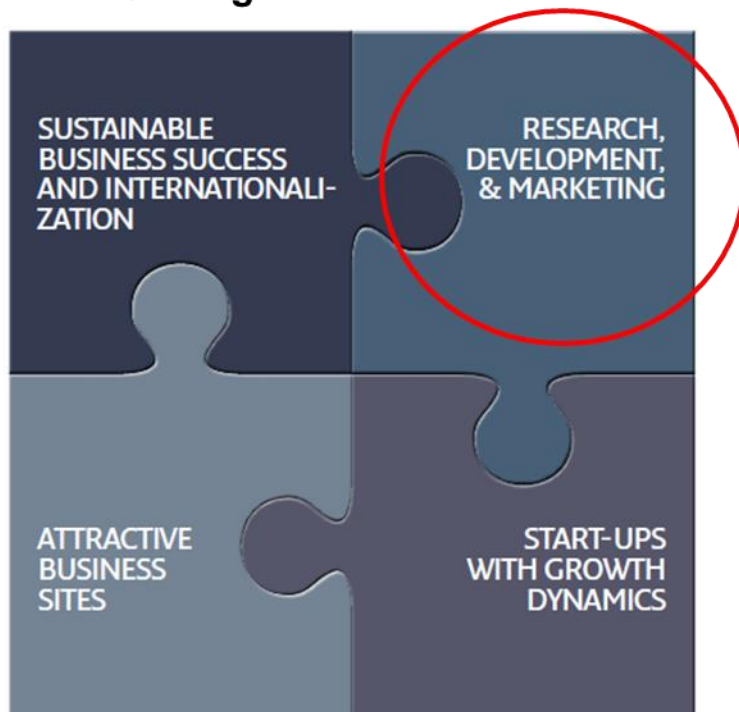 SUSTAINABLE
BUSINESS SUCCESS
AND INTERNATIONALI-
ZATION
RESEARCH,
DEVELOPMENT,
& MARKETING
ATTRACTIVE
BUSINESS
SITES
START-UPS
WITH GROWTH
DYNAMICS